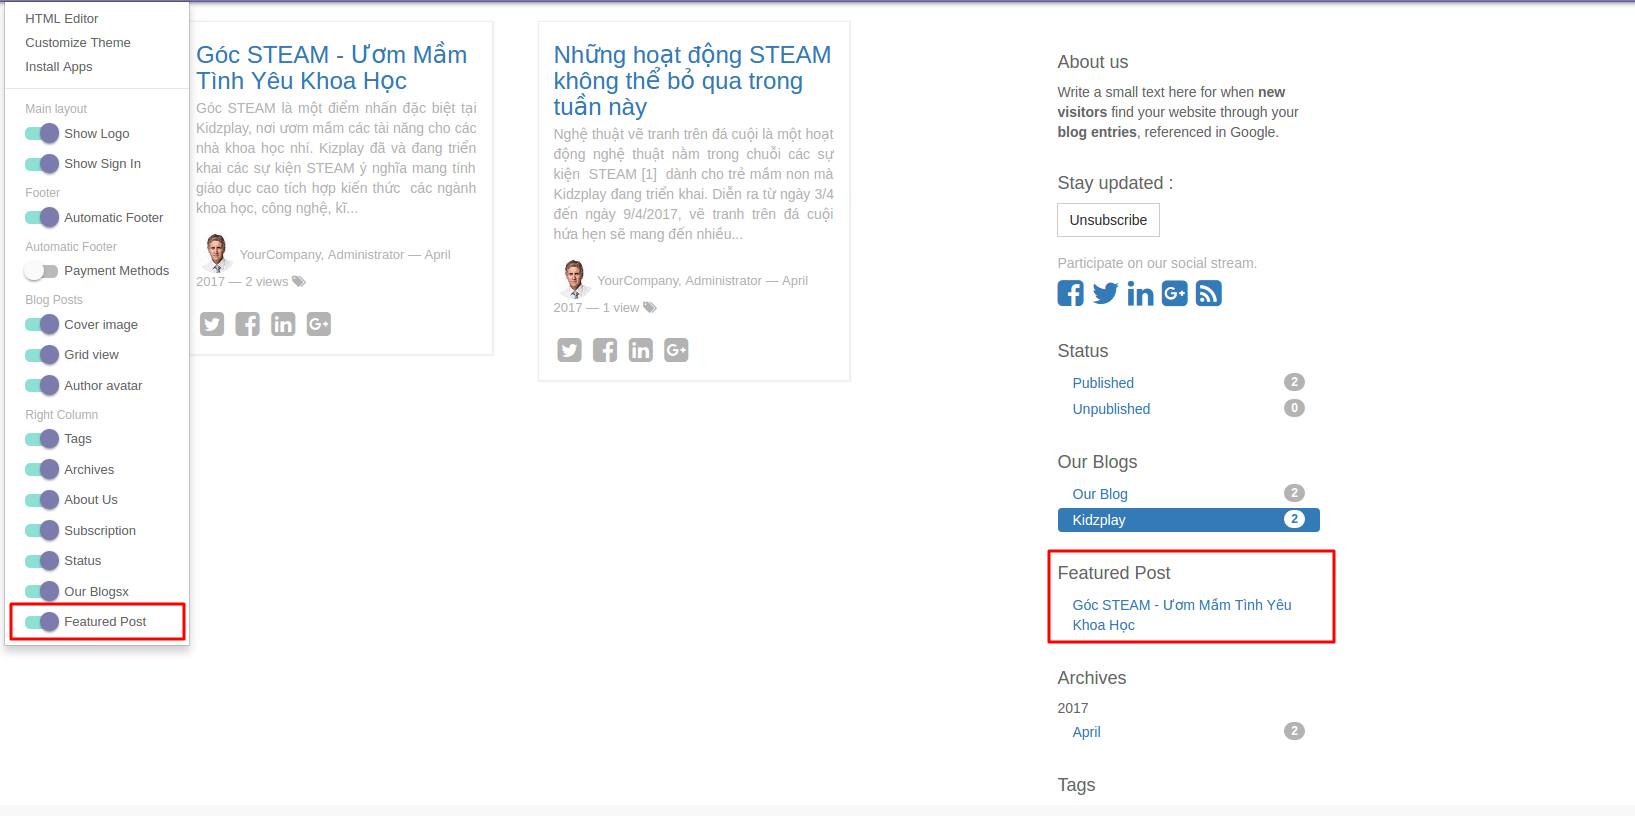 HTML Editor
Customize Theme
Install Apps
Main layout
Show Logo
Show Sign In
Footer
Automatic Footer
Automatic Footer
Payment Methods
Blog Posts
Cover image
Grid view
Author avatar
Right Column
Tags
Archives
About Us
Subscription
Status
Our Blogsx
Featured Post
Góc STEAM - Ươm Mầm
Tình Yêu Khoa Học
Góc STEAM là một điểm nhấn đặc biệt tại
Kidzplay, nơi ươm mầm các tài năng cho các
nhà khoa học nhí. Kizplay đã và đang triển
khai các sự kiện STEAM ý nghĩa mang tính
giáo dục cao tích hợp kiến thức các ngành
khoa học, công nghệ, kĩ...
YourCompany, Administrator — April
2017 — 2 views
Những hoạt động STEAM
không thể bỏ qua trong
tuần này
Nghệ thuật vẽ tranh trên đá cuội là một hoạt
động nghệ thuật nằm trong chuỗi các sự
kiện STEAM [1] dành cho trẻ mầm non mà
Kidzplay đang triển khai. Diễn ra từ ngày 3/4
đến ngày 9/4/2017, vẽ tranh trên đá cuội
hứa hẹn sẽ mang đến nhiều...
YourCompany, Administrator — April
2017 — 1 view
About us
Write a small text here for when new
visitors find your website through your
blog entries, referenced in Google.
Stay updated :
Unsubscribe
Participate on our social stream.
Status
Published 2
Unpublished 0
Our Blogs
Our Blog 2
Kidzplay 2
Featured Post
Góc STEAM - Ươm Mầm Tình Yêu
Khoa Học
Archives
2017
April 2
Tags